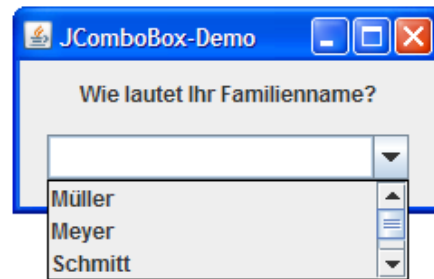 JComboBox-Demo
Wie lautet Ihr Familienname?
Müller
Meyer
Schmitt